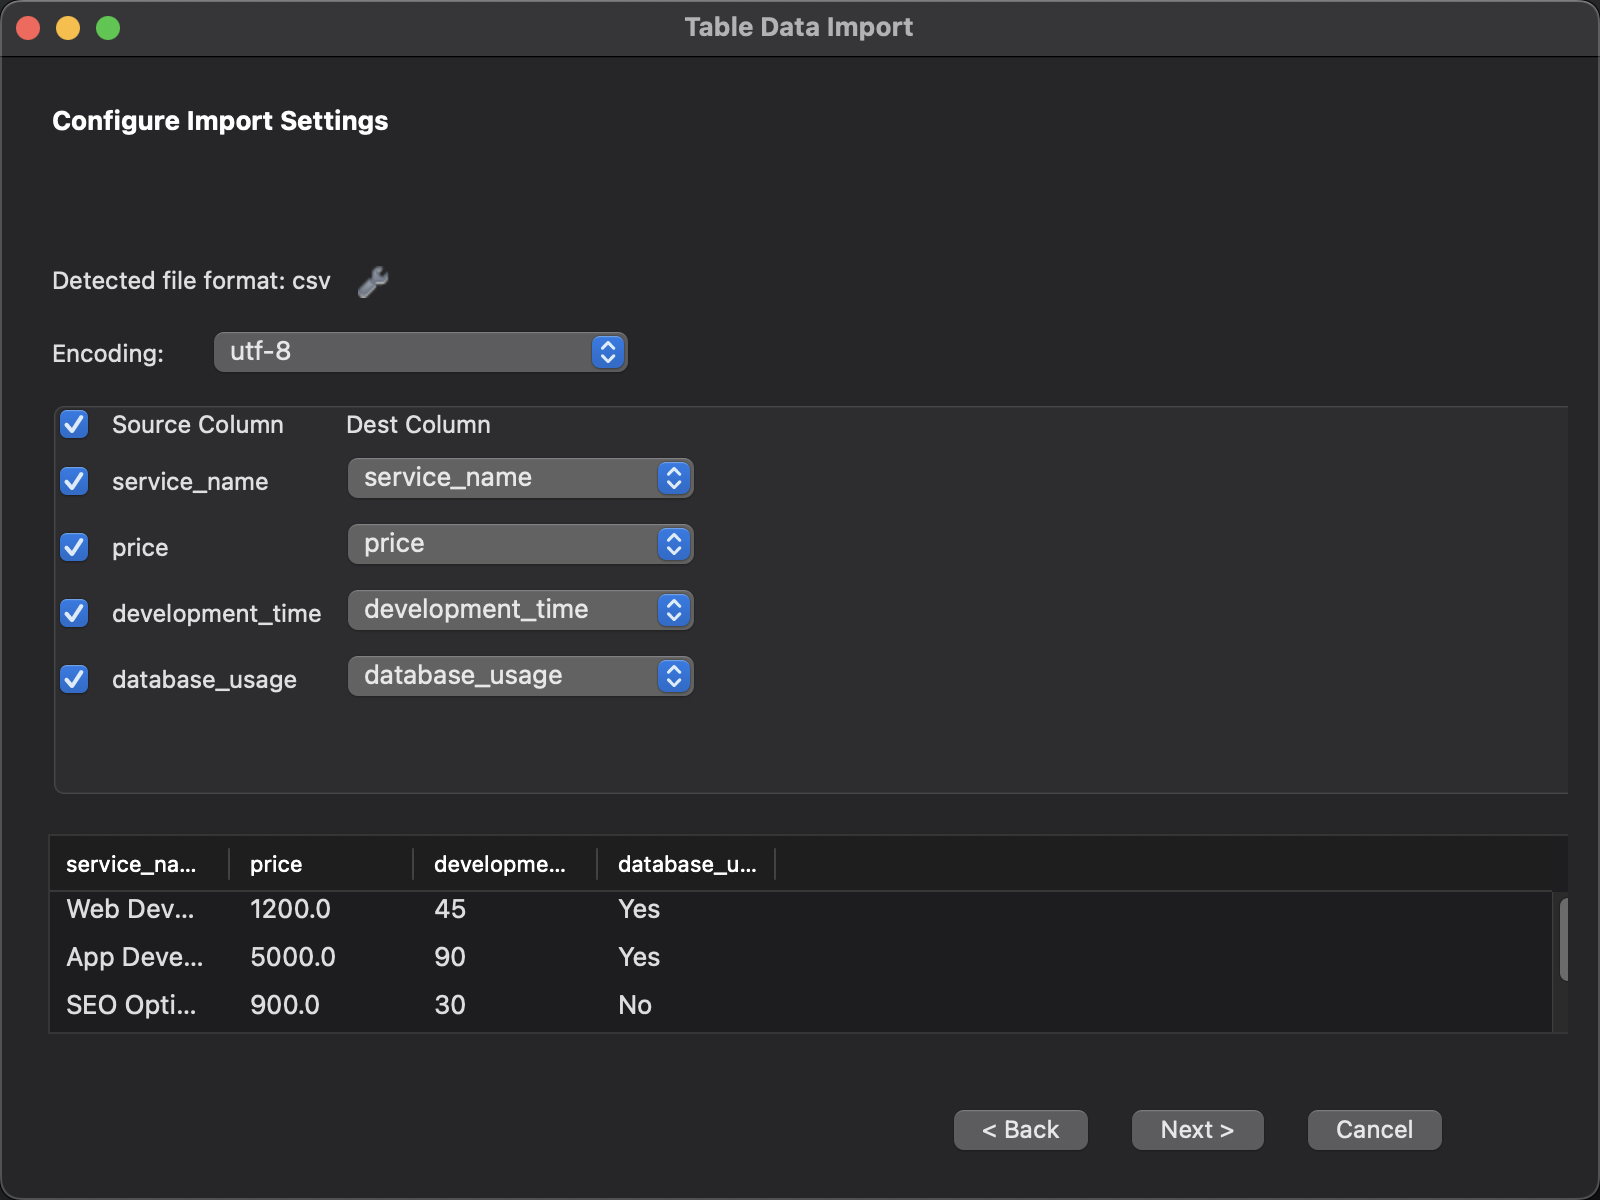 Table Data Import
Configure Import Settings
Detected file format: csv
Encoding: utf-8
Source Column Dest Column
service_name service_name
price price
development_time development_time
database_usage database_usage
service_na... price developme... database_u...
Web Dev... 1200.0 45 Yes
App Deve... 5000.0 90 Yes
SEO Opti... 900.0 30 No
< Back Next > Cancel